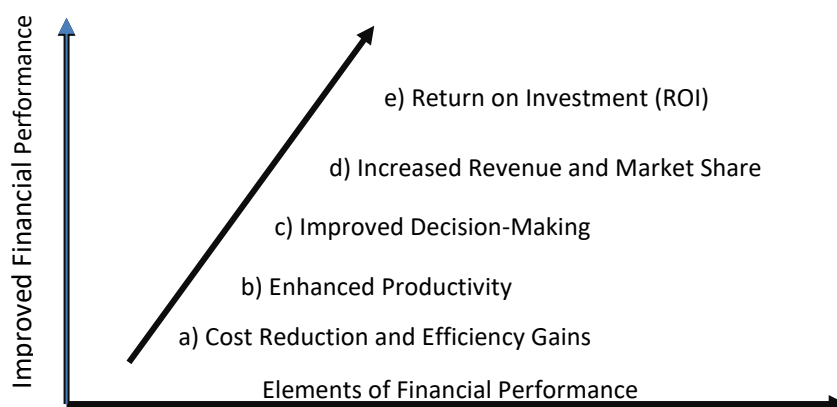 Improved Financial Performance
e) Return on Investment (ROI)
d) Increased Revenue and Market Share
c) Improved Decision-Making
b) Enhanced Productivity
a) Cost Reduction and Efficiency Gains
Elements of Financial Performance